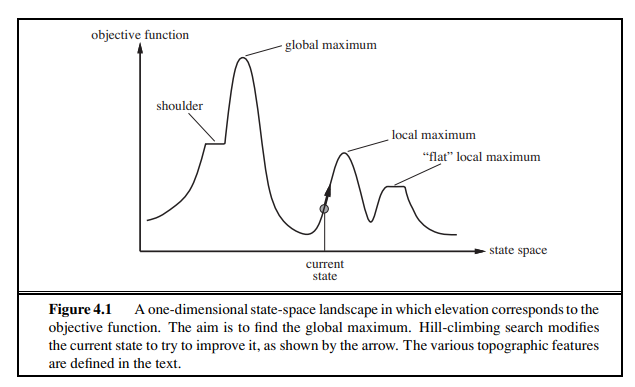 objective function
global maximum
shoulder
local maximum
“flat” local maximum
state space
current
state
Figure 4.1 A one-dimensional state-space landscape in which elevation corresponds to the
objective function. The aim is to find the global maximum. Hill-climbing search modifies
the current state to try to improve it, as shown by the arrow. The various topographic features
are defined in the text.